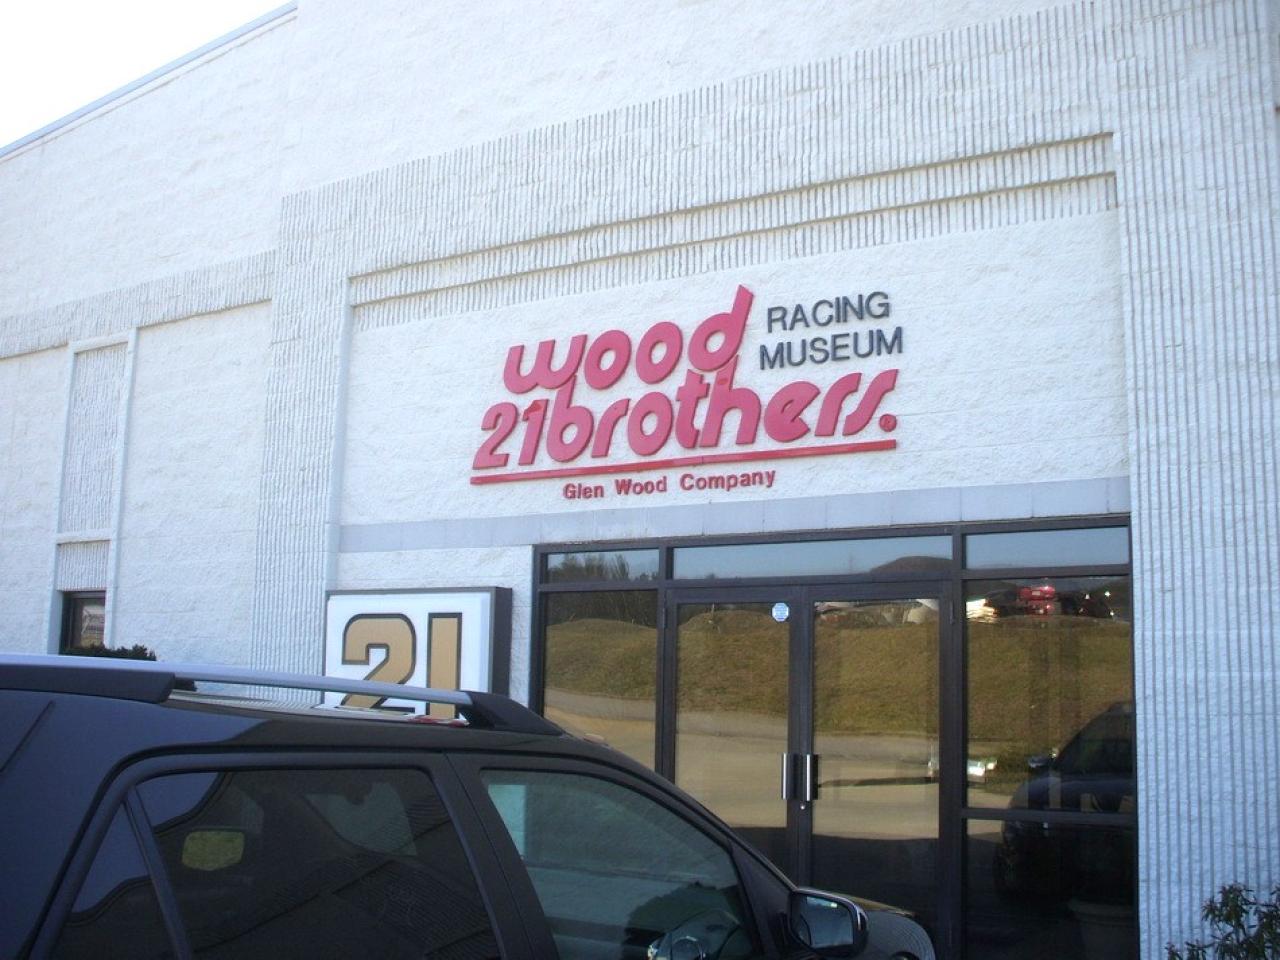 wood RACING
MUSEUM
21brothers.
Glen Wood Company
21